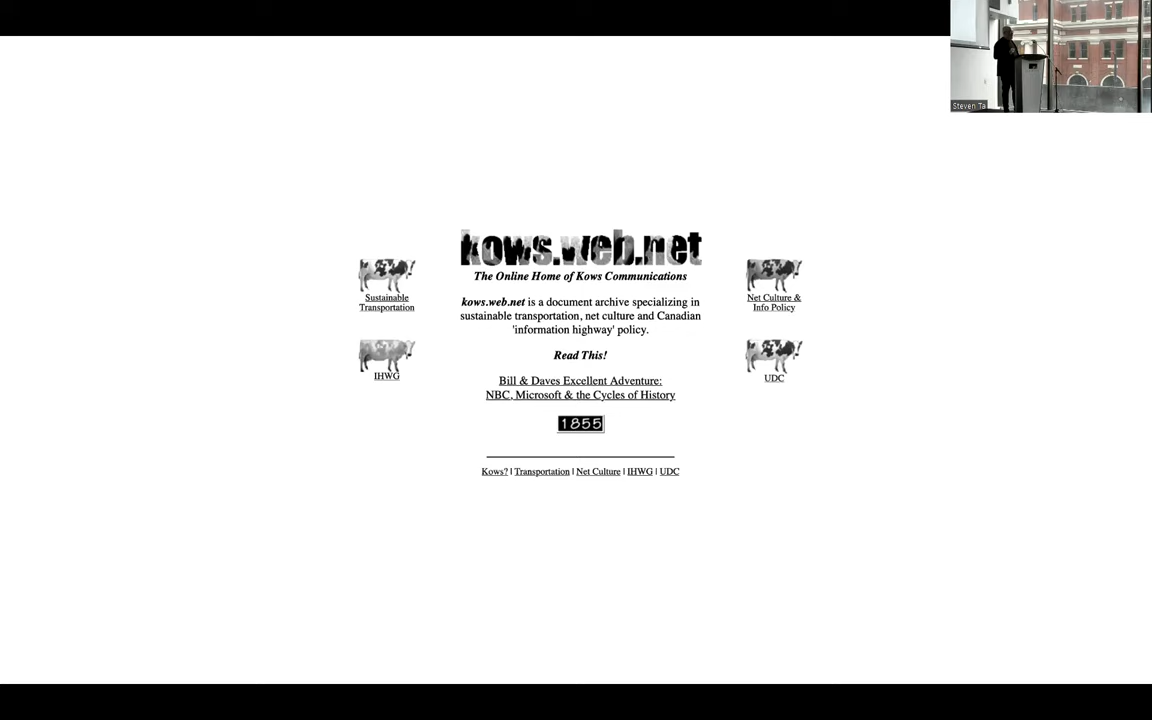 Steven Ta
kows.web.net
The Online Home of Kows Communications
kows.web.net is a document archive specializing in
sustainable transportation, net culture and Canadian
'information highway' policy.
Read This!
Bill & Daves Excellent Adventure:
NBC, Microsoft & the Cycles of History
1855
Sustainable
Transportation
IHWG
Net Culture &
Info Policy
UDC
Kows? | Transportation | Net Culture | IHWG | UDC